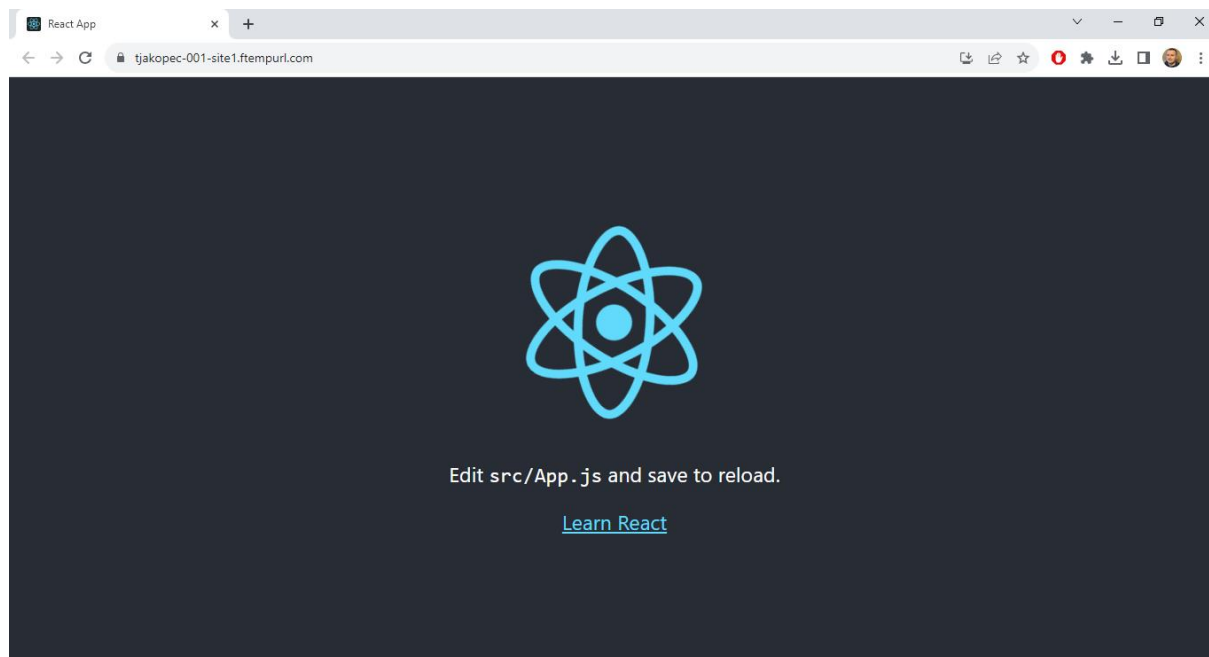 React App
tjakopec-001-site1.ftempurl.com
Edit src/App.js and save to reload.
Learn React